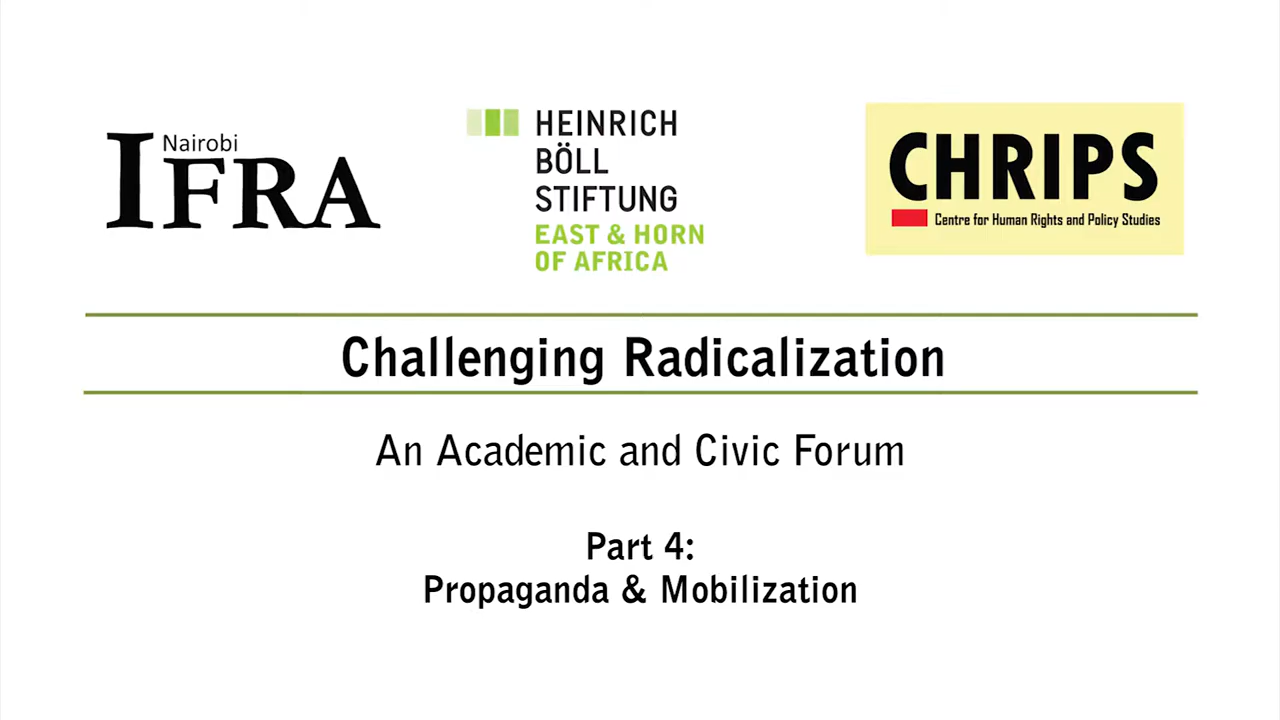 Nairobi
IFRA
HEINRICH
BÖLL
STIFTUNG
EAST & HORN
OF AFRICA
CHRIPS
Centre for Human Rights and Policy Studies
Challenging Radicalization
An Academic and Civic Forum
Part 4:
Propaganda & Mobilization